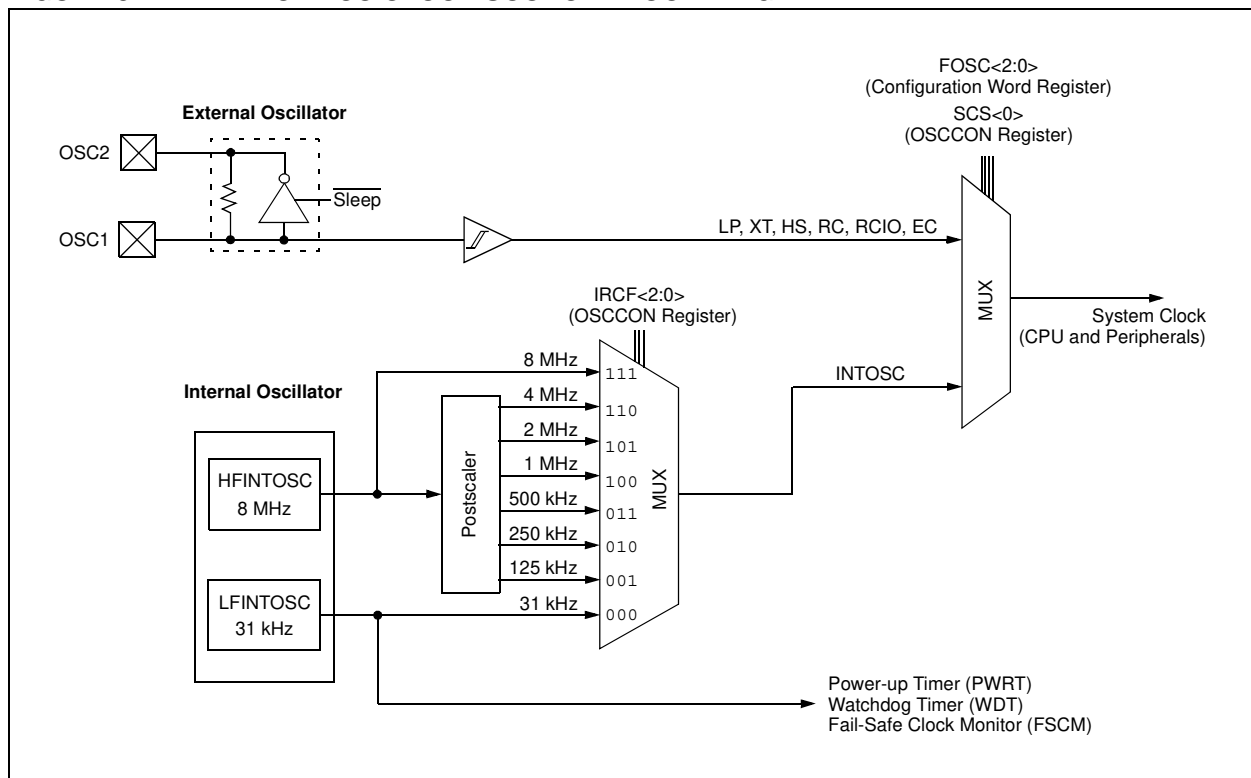 FOSC<2:0>
(Configuration Word Register)
SCS<0>
(OSCCON Register)
External Oscillator
OSC2
Sleep
OSC1
LP, XT, HS, RC, RCIO, EC
IRCF<2:0>
(OSCCON Register)
MUX
System Clock
(CPU and Peripherals)
8 MHz
111
INTOSC
Internal Oscillator
4 MHz
110
2 MHz
101
1 MHz
100
HFINTOSC
8 MHz
Postscaler
MUX
500 kHz
011
250 kHz
010
125 kHz
001
LFINTOSC
31 kHz
31 kHz
000
Power-up Timer (PWRT)
Watchdog Timer (WDT)
Fail-Safe Clock Monitor (FSCM)